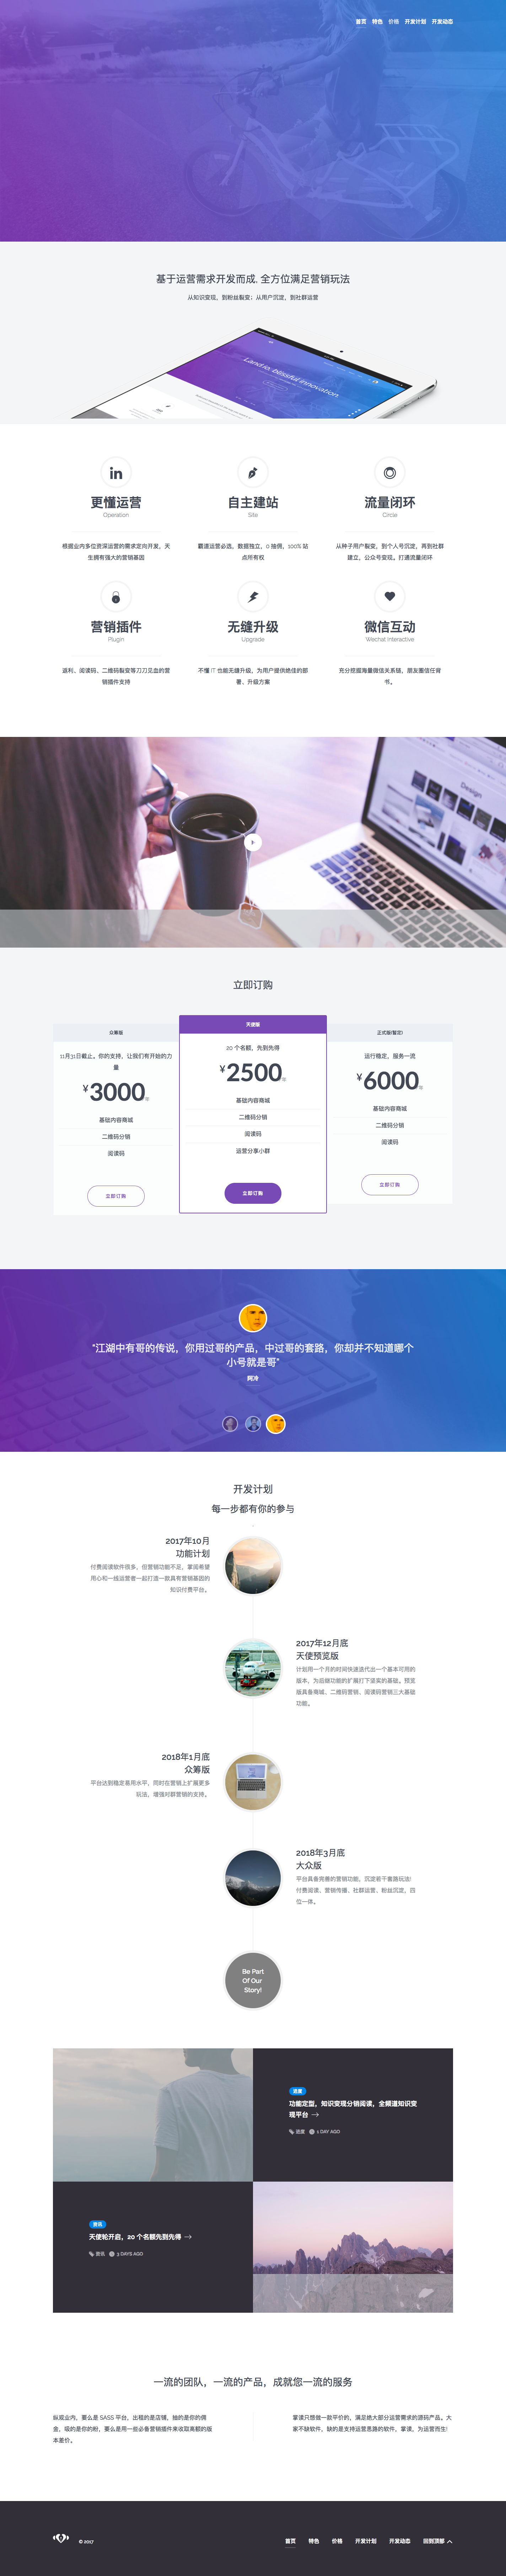 首页 特色 价格 开发计划 开发动态
基于运营需求开发而成, 全方位满足营销玩法
从知识变现，到粉丝裂变；从用户沉淀，到社群运营
Land io, blissful innovation.
更懂运营
Operation
根据业内多位资深运营的需求定向开发，天
生拥有强大的营销基因
自主建站
Site
霸道运营必选，数据独立，0 抽佣，100% 站
点所有权
流量闭环
Circle
从种子用户裂变，到个人号沉淀，再到社群
建立，公众号变现。打通流量闭环
营销插件
Plugin
返利、阅读码、二维码裂变等刀刀见血的营
销插件支持
无缝升级
Upgrade
不懂 IT 也能无缝升级，为用户提供绝佳的部
署、升级方案
微信互动
Wechat Interactive
充分挖掘海量微信关系链，朋友圈信任背
书。
Design
立即订购
众筹版
11月31日截止。你的支持，让我们有开始的力
量
¥3000
基础内容商城
二维码分销
阅读码
立即订购
天使版
20 个名额，先到先得
¥2500
基础内容商城
二维码分销
阅读码
运营分享小群
立即订购
正式版(暂定)
运行稳定，服务一流
¥6000
基础内容商城
二维码分销
阅读码
立即订购
“江湖中有哥的传说，你用过哥的产品，中过哥的套路，你却并不知道哪个
小号就是哥”
阿冷
开发计划
每一步都有你的参与
2017年10月
功能计划
付费阅读软件很多，但营销功能不足，掌阅希望
用心和一线运营者一起打造一款具有营销基因的
知识付费平台。
2017年12月底
天使预览版
计划用一个月的时间快速迭代出一个基本可用的
版本，为后继功能的扩展打下坚实的基础。预览
版具备商城、二维码营销、阅读码营销三大基础
功能。
2018年1月底
众筹版
平台达到稳定易用水平，同时在营销上扩展更多
玩法，增强对群营销的支持。
2018年3月底
大众版
平台具备完善的营销功能，沉淀若干套路玩法!
付费阅读、营销传播、社群运营、粉丝沉淀，四
位一体。
Be Part
Of Our
Story!
功能定型，知识变现分销阅读，全频道知识变
现平台
1 DAY AGO
资讯
天使轮开启，20 个名额先到先得
资讯 3 DAYS AGO
一流的团队，一流的产品，成就您一流的服务
纵观业内，要么是 SASS 平台，出租的是店铺，抽的是你的佣
金，吸的是你的粉，要么是用一些必备营销插件来收取高额的版
本差价。
掌读只想做一款平价的，满足绝大部分运营需求的源码产品。大
家不缺软件，缺的是支持运营思路的软件，掌读，为运营而生!
© 2017
首页 特色 价格 开发计划 开发动态 回到顶部